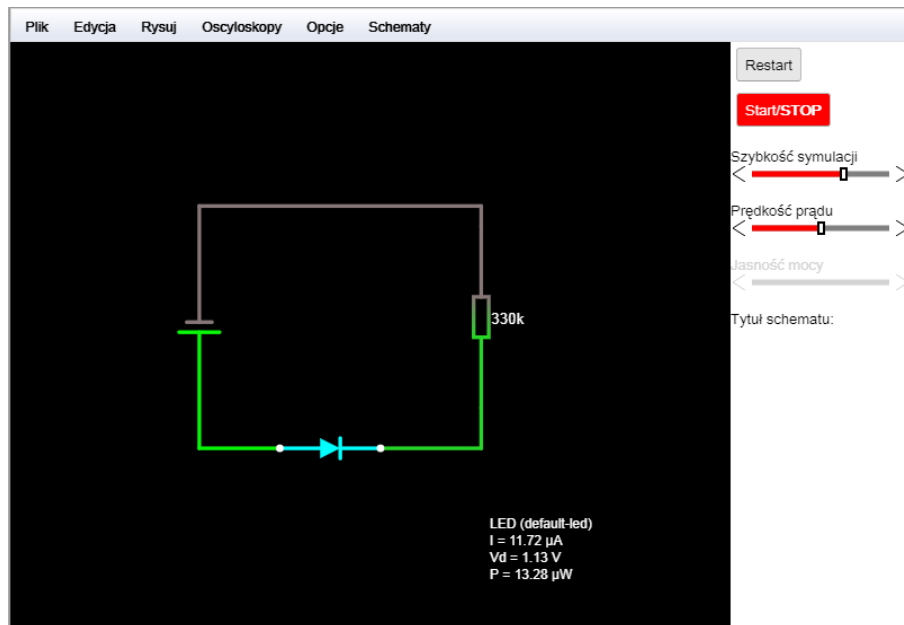 Plik Edycja Rysuj Oscyloskopy Opcje Schematy
Restart
Start/STOP
Szybkość symulacji
Prędkość prądu
Jasność mocy
Tytuł schematu:
330k
LED (default-led)
I = 11.72 µA
Vd = 1.13 V
P = 13.28 µW